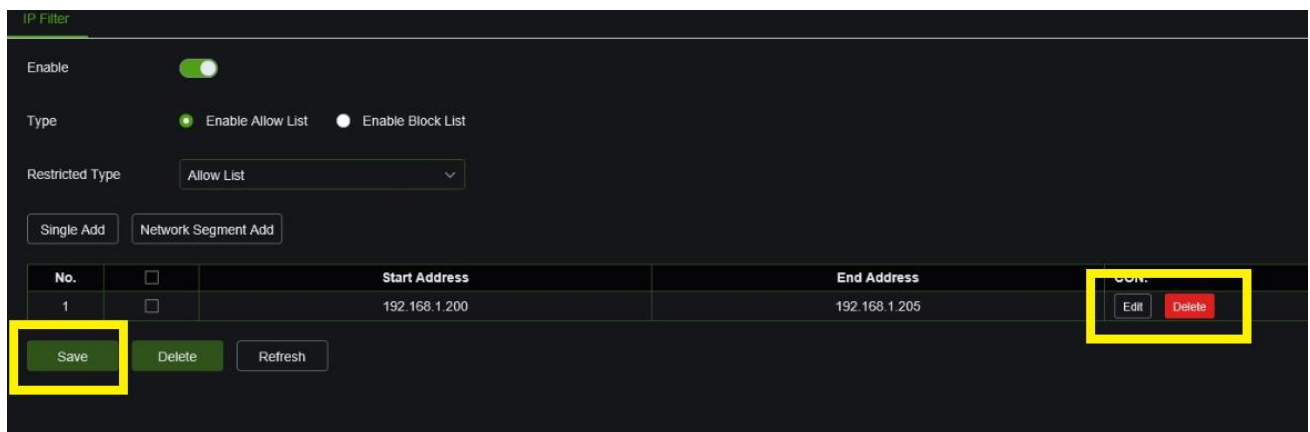 IP Filter
Enable
Type Enable Allow List Enable Block List
Restricted Type Allow List
Single Add Network Segment Add
No. Start Address End Address CON.
1 192.168.1.200 192.168.1.205 Edit Delete
Save Delete Refresh